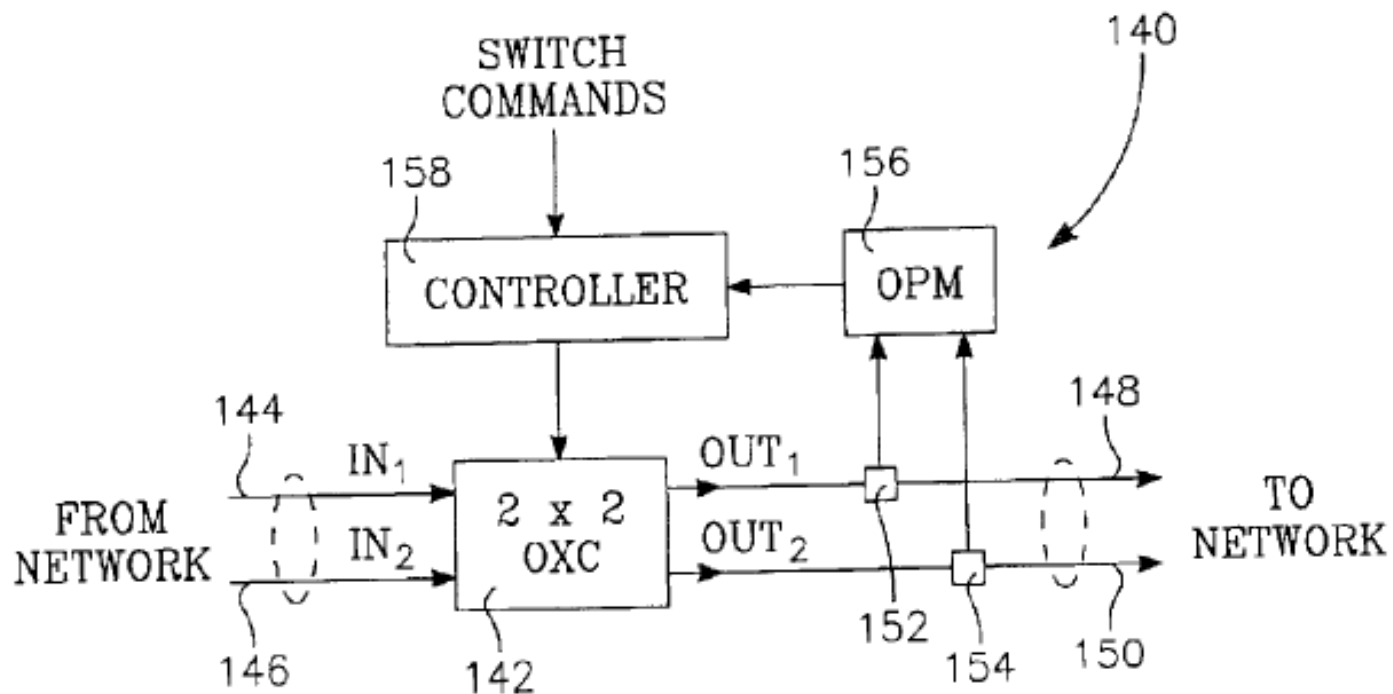 140
SWITCH
COMMANDS
158
156
CONTROLLER
OPM
144
148
IN₁
OUT₁
FROM
NETWORK
2 x 2
OXC
TO
NETWORK
IN₂
OUT₂
146
142
152
154
150